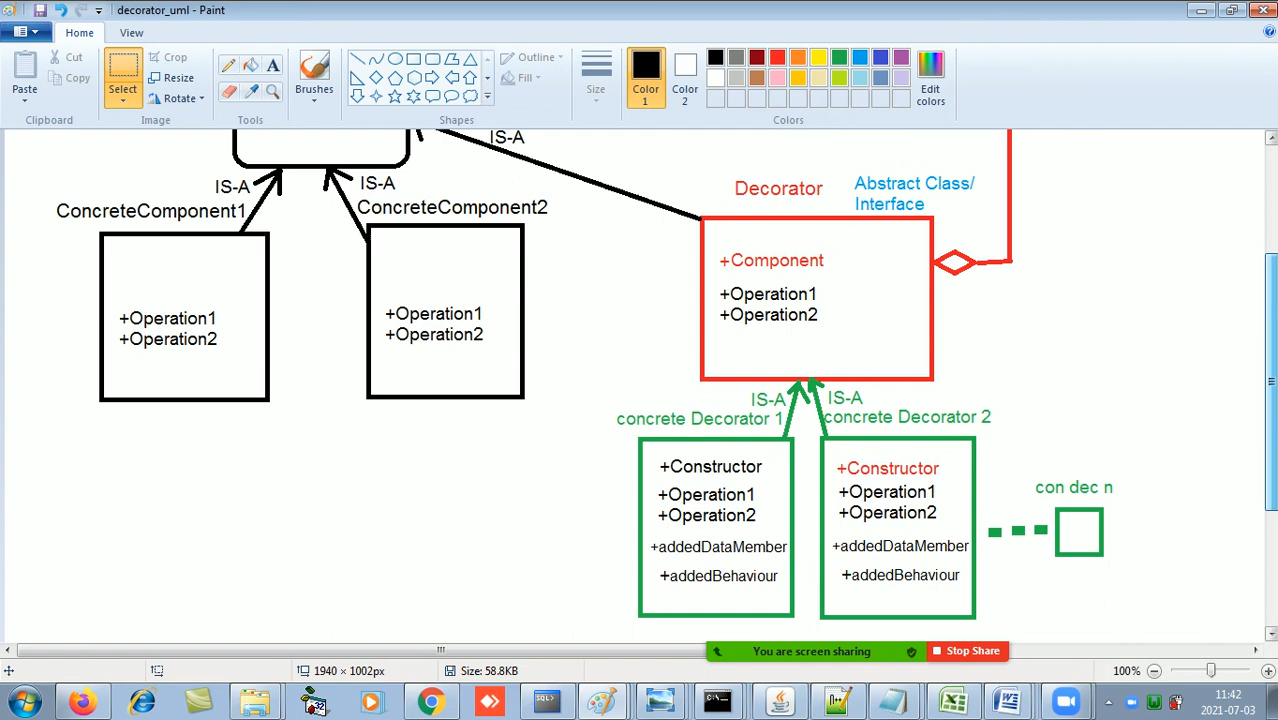 decorator_uml - Paint
Home
View
Paste
Cut
Copy
Clipboard
Select
Crop
Resize
Rotate
Image
Tools
Brushes
Shapes
Outline
Fill
Size
Color 1
Color 2
Edit colors
Colors
IS-A
IS-A
IS-A
ConcreteComponent1
ConcreteComponent2
+Operation1
+Operation2
+Operation1
+Operation2
Decorator
Abstract Class/
Interface
+Component
+Operation1
+Operation2
IS-A
IS-A
concrete Decorator 1
concrete Decorator 2
+Constructor
+Operation1
+Operation2
+addedDataMember
+addedBehaviour
+Constructor
+Operation1
+Operation2
+addedDataMember
+addedBehaviour
con dec n
You are screen sharing
Stop Share
1940 × 1002px
Size: 58.8KB
100%
11:42
2021-07-03